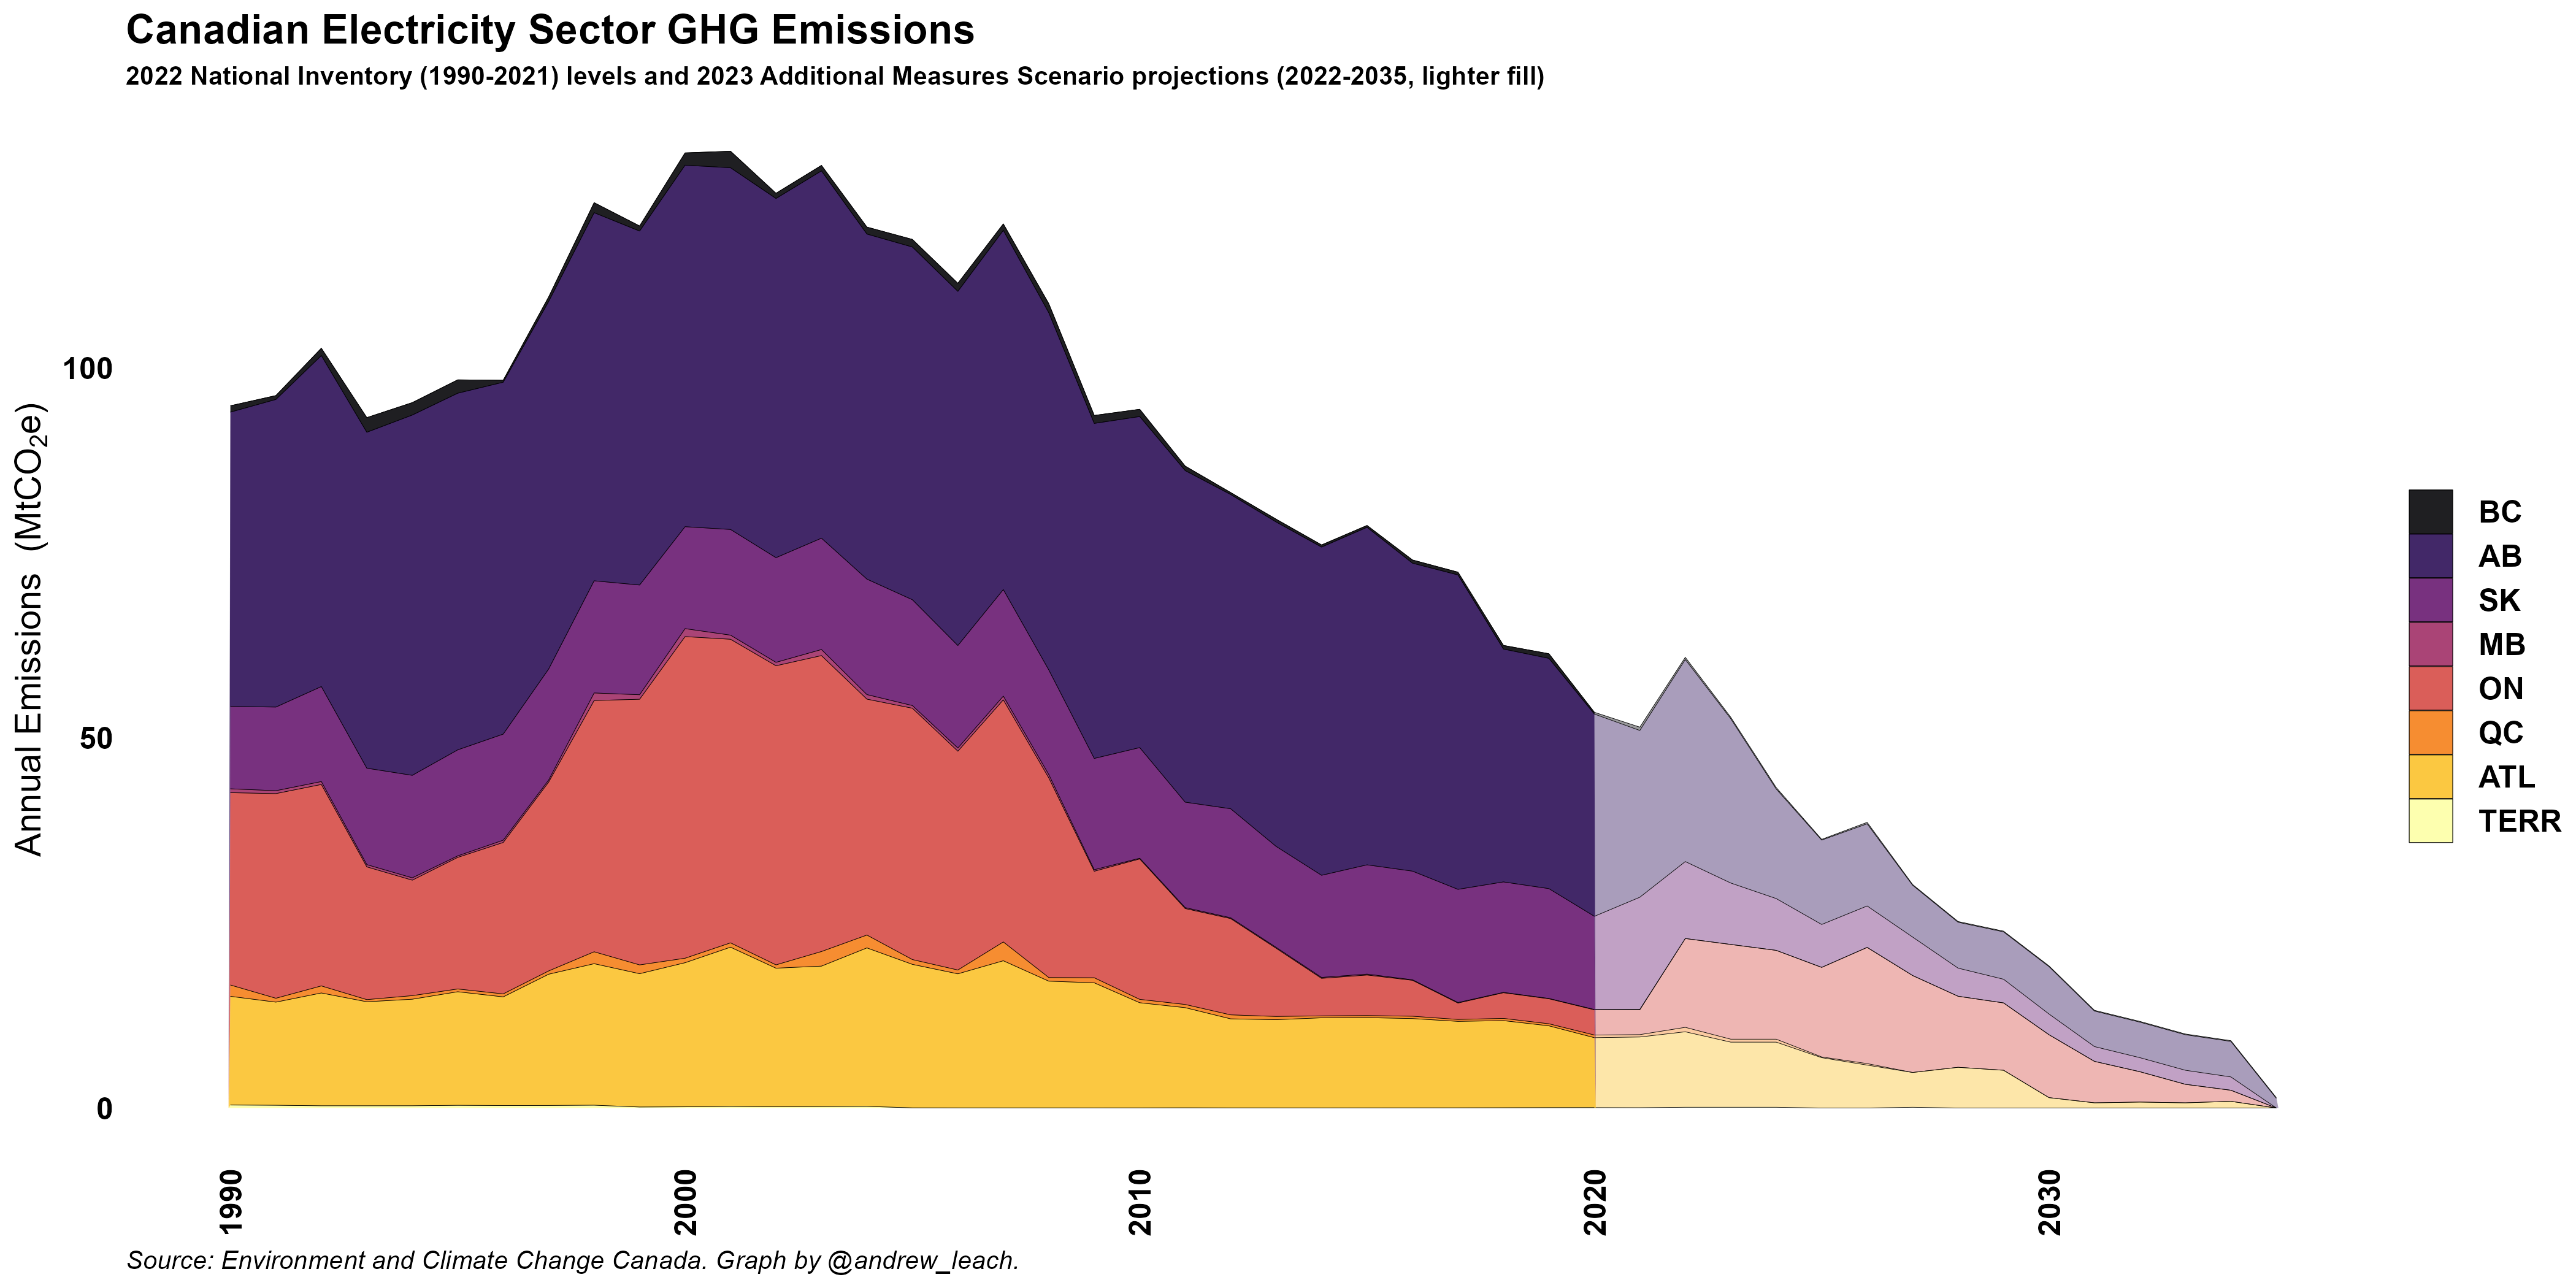 Canadian Electricity Sector GHG Emissions
2022 National Inventory (1990-2021) levels and 2023 Additional Measures Scenario projections (2022-2035, lighter fill)
Annual Emissions (MtCO₂e)
100
50
0
1990
2000
2010
2020
2030
BC
AB
SK
MB
ON
QC
ATL
TERR
Source: Environment and Climate Change Canada. Graph by @andrew_leach.